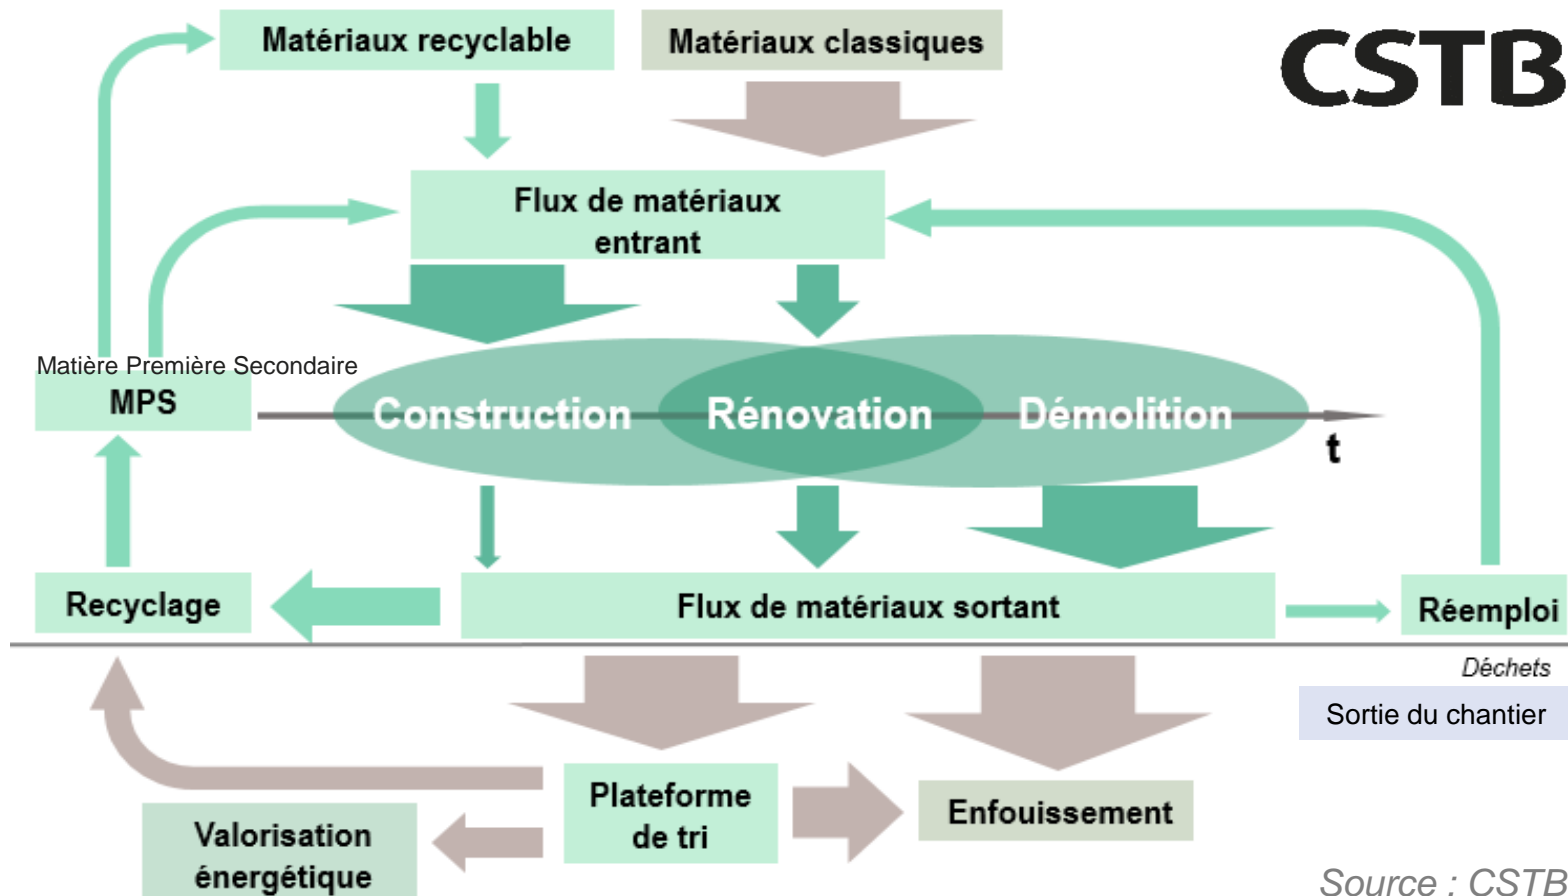 Matériaux recyclable
Matériaux classiques
CSTB
Flux de matériaux
entrant
Matière Première Secondaire
MPS
Construction
Rénovation
Démolition
t
Recyclage
Flux de matériaux sortant
Réemploi
Déchets
Sortie du chantier
Plateforme
de tri
Enfouissement
Valorisation
énergétique
Source : CSTB